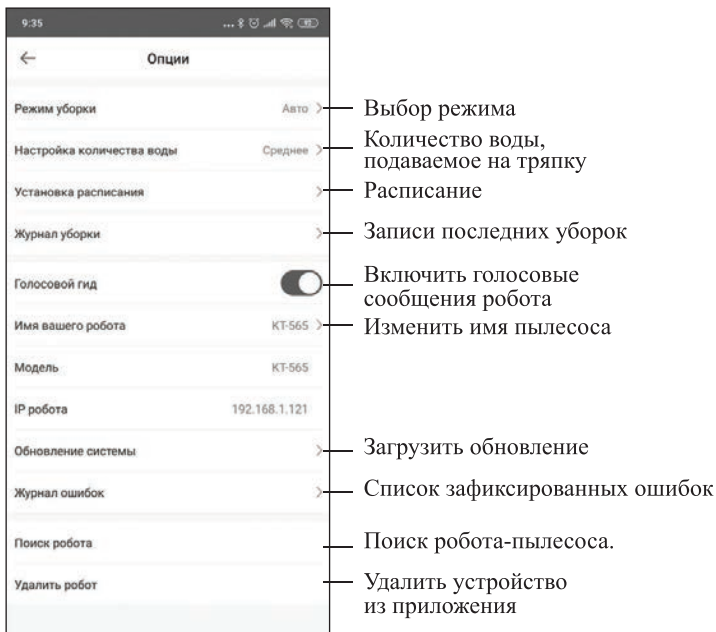 9:35
Опции
Режим уборки Авто Выбор режима
Настройка количества воды Среднее Количество воды,
подаваемое на тряпку
Установка расписания Расписание
Журнал уборки Записи последних уборок
Голосовой гид Включить голосовые
сообщения робота
Имя вашего робота КТ-565 Изменить имя пылесоса
Модель КТ-565
IP робота 192.168.1.121
Обновление системы Загрузить обновление
Журнал ошибок Список зафиксированных ошибок
Поиск робота Поиск робота-пылесоса.
Удалить робот Удалить устройство
из приложения